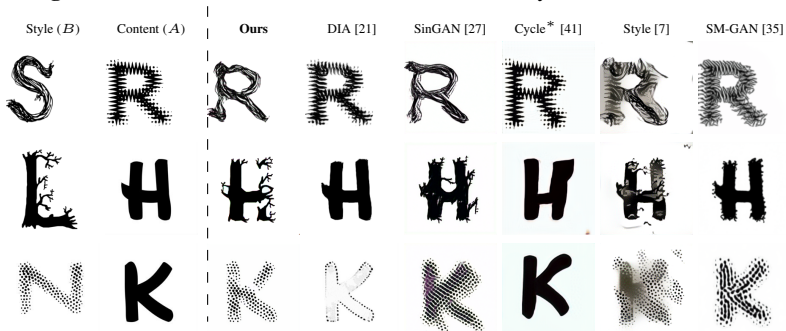 Style (B) Content (A) Ours DIA [21] SinGAN [27] Cycle* [41] Style [7] SM-GAN [35]
S R R R R R R R
L H H H H H H H
N K K K K K K K